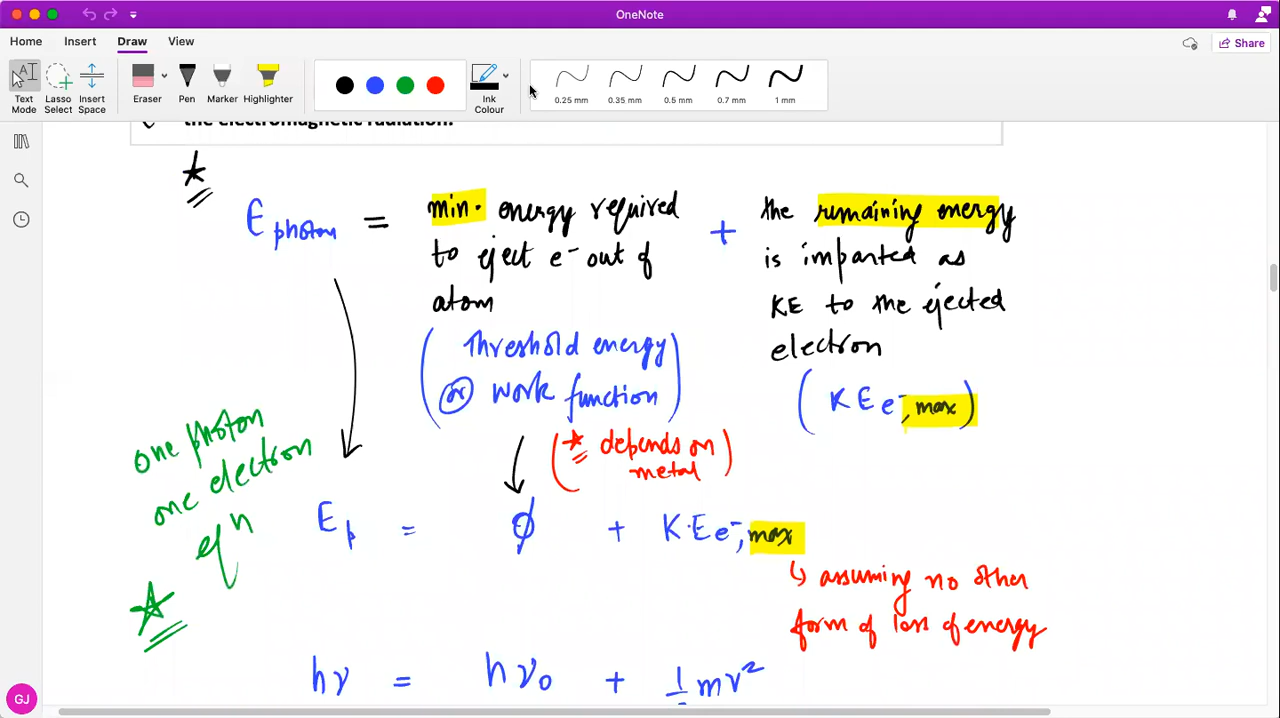 OneNote
Home Insert Draw View
Share
Text Mode
Lasso Select
Insert Space
Eraser
Pen
Marker
Highlighter
Ink Colour
0.25 mm 0.35 mm 0.5 mm 0.7 mm 1 mm
the electromagnetic radiation.
E photon = min. energy required to eject e⁻ out of atom + the remaining energy is imparted as KE to the ejected electron
(threshold energy or work function)
(KE e⁻, max)
(* depends on metal)
one photon
one electron
eqⁿ
Ep = φ + K.E e⁻, max
↳ assuming no other
form of loss of energy
hν = hν₀ + 1/2 mv²
GJ